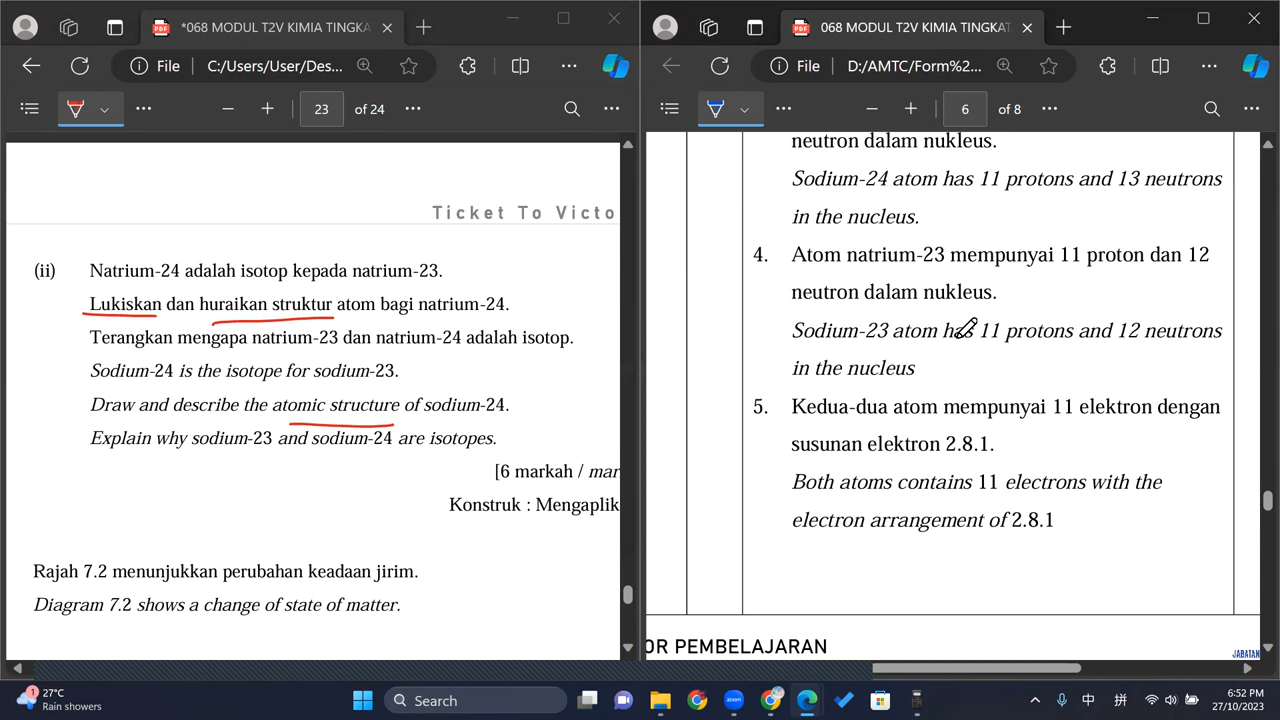 *068 MODUL T2V KIMIA TINGKA
File
C:/Users/User/Des...
23
of 24
Ticket To Victo
(ii) Natrium-24 adalah isotop kepada natrium-23.
Lukiskan dan huraikan struktur atom bagi natrium-24.
Terangkan mengapa natrium-23 dan natrium-24 adalah isotop.
Sodium-24 is the isotope for sodium-23.
Draw and describe the atomic structure of sodium-24.
Explain why sodium-23 and sodium-24 are isotopes.
[6 markah / mar
Konstruk : Mengaplik
Rajah 7.2 menunjukkan perubahan keadaan jirim.
Diagram 7.2 shows a change of state of matter.
068 MODUL T2V KIMIA TINGKAT
File
D:/AMTC/Form%2...
6
of 8
neutron dalam nukleus.
Sodium-24 atom has 11 protons and 13 neutrons
in the nucleus.
4. Atom natrium-23 mempunyai 11 proton dan 12
neutron dalam nukleus.
Sodium-23 atom has 11 protons and 12 neutrons
in the nucleus
5. Kedua-dua atom mempunyai 11 elektron dengan
susunan elektron 2.8.1.
Both atoms contains 11 electrons with the
electron arrangement of 2.8.1
OR PEMBELAJARAN
JABATAN
1
27°C
Rain showers
Search
zoom
中
拼
6:52 PM
27/10/2023